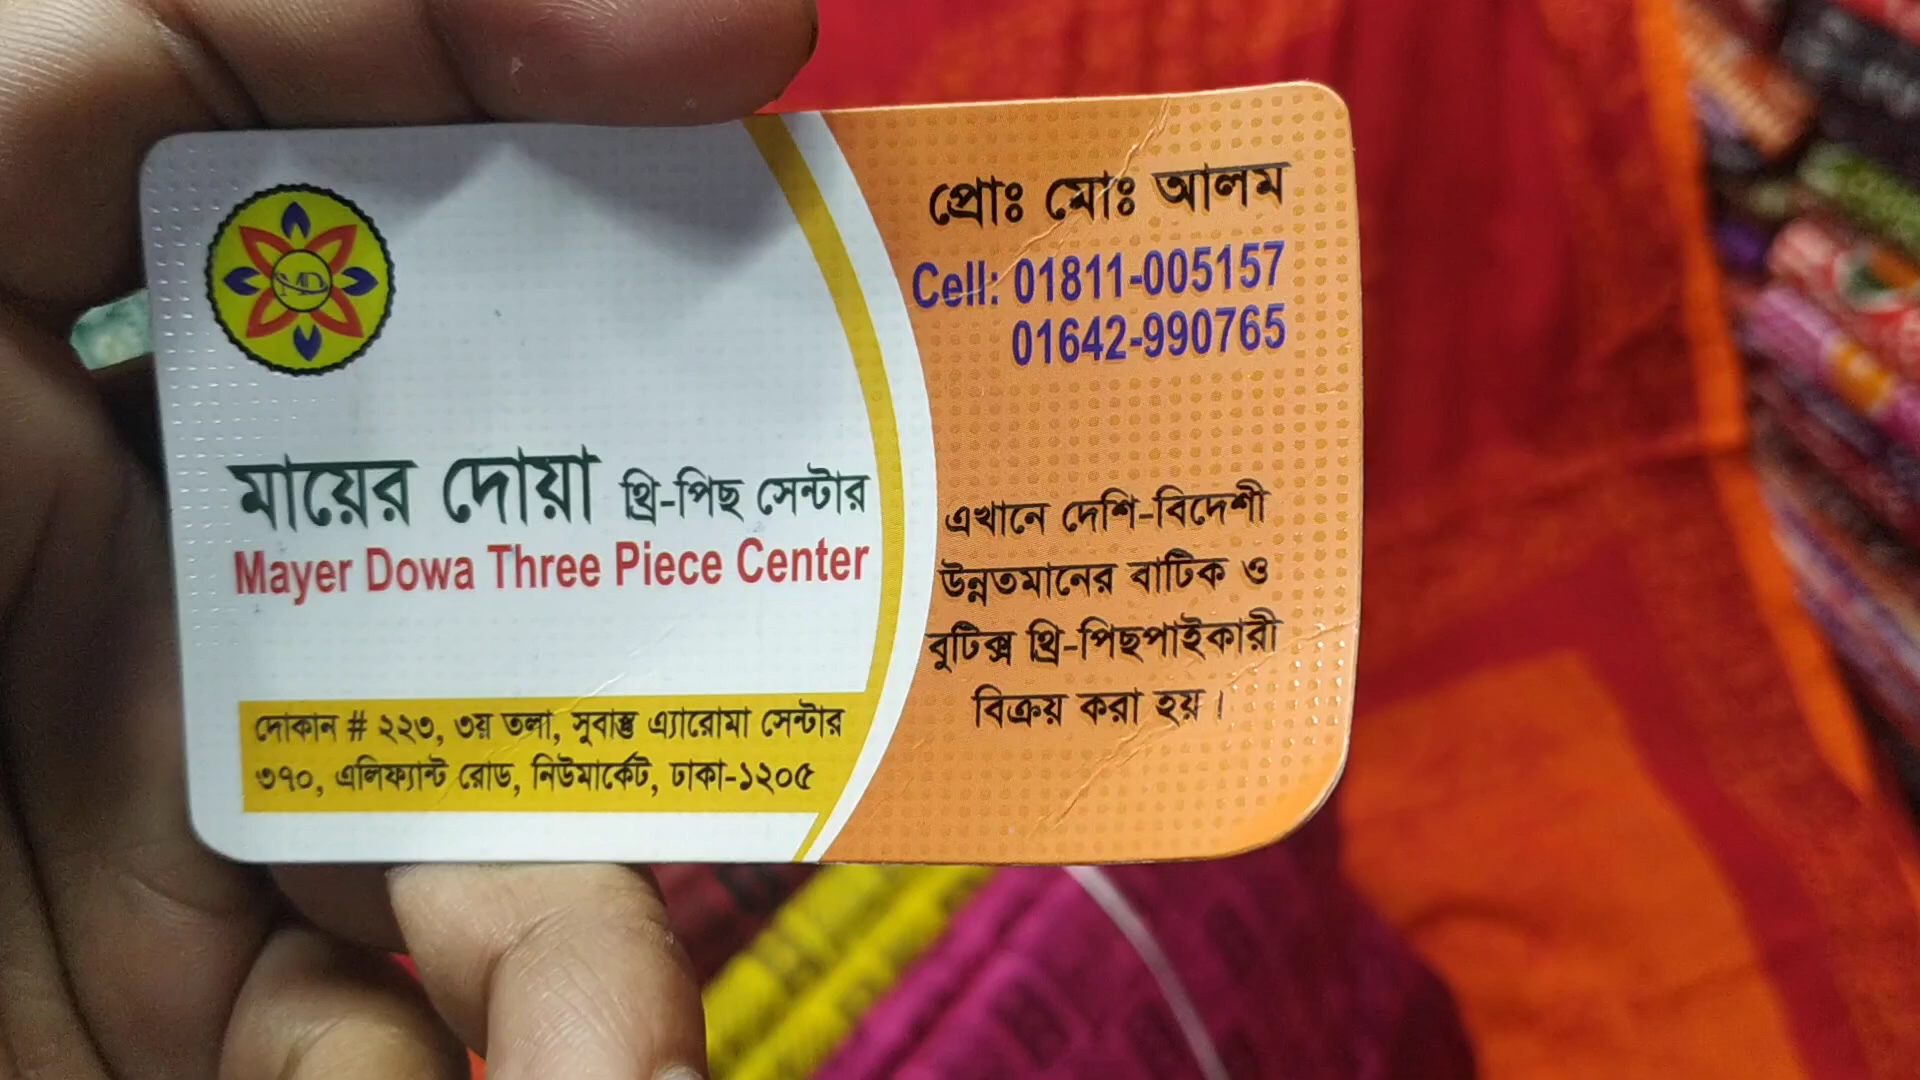 MD
মায়ের দোয়া থ্রি-পিছ সেন্টার
Mayer Dowa Three Piece Center
দোকান # ২২৩, ৩য় তলা, সুবাস্তু এ্যারোমা সেন্টার
৩৭০, এলিফ্যান্ট রোড, নিউমার্কেট, ঢাকা-১২০৫
প্রোঃ মোঃ আলম
Cell: 01811-005157
01642-990765
এখানে দেশি-বিদেশী
উন্নতমানের বাটিক ও
বুটিক্স থ্রি-পিছপাইকারী
বিক্রয় করা হয়।